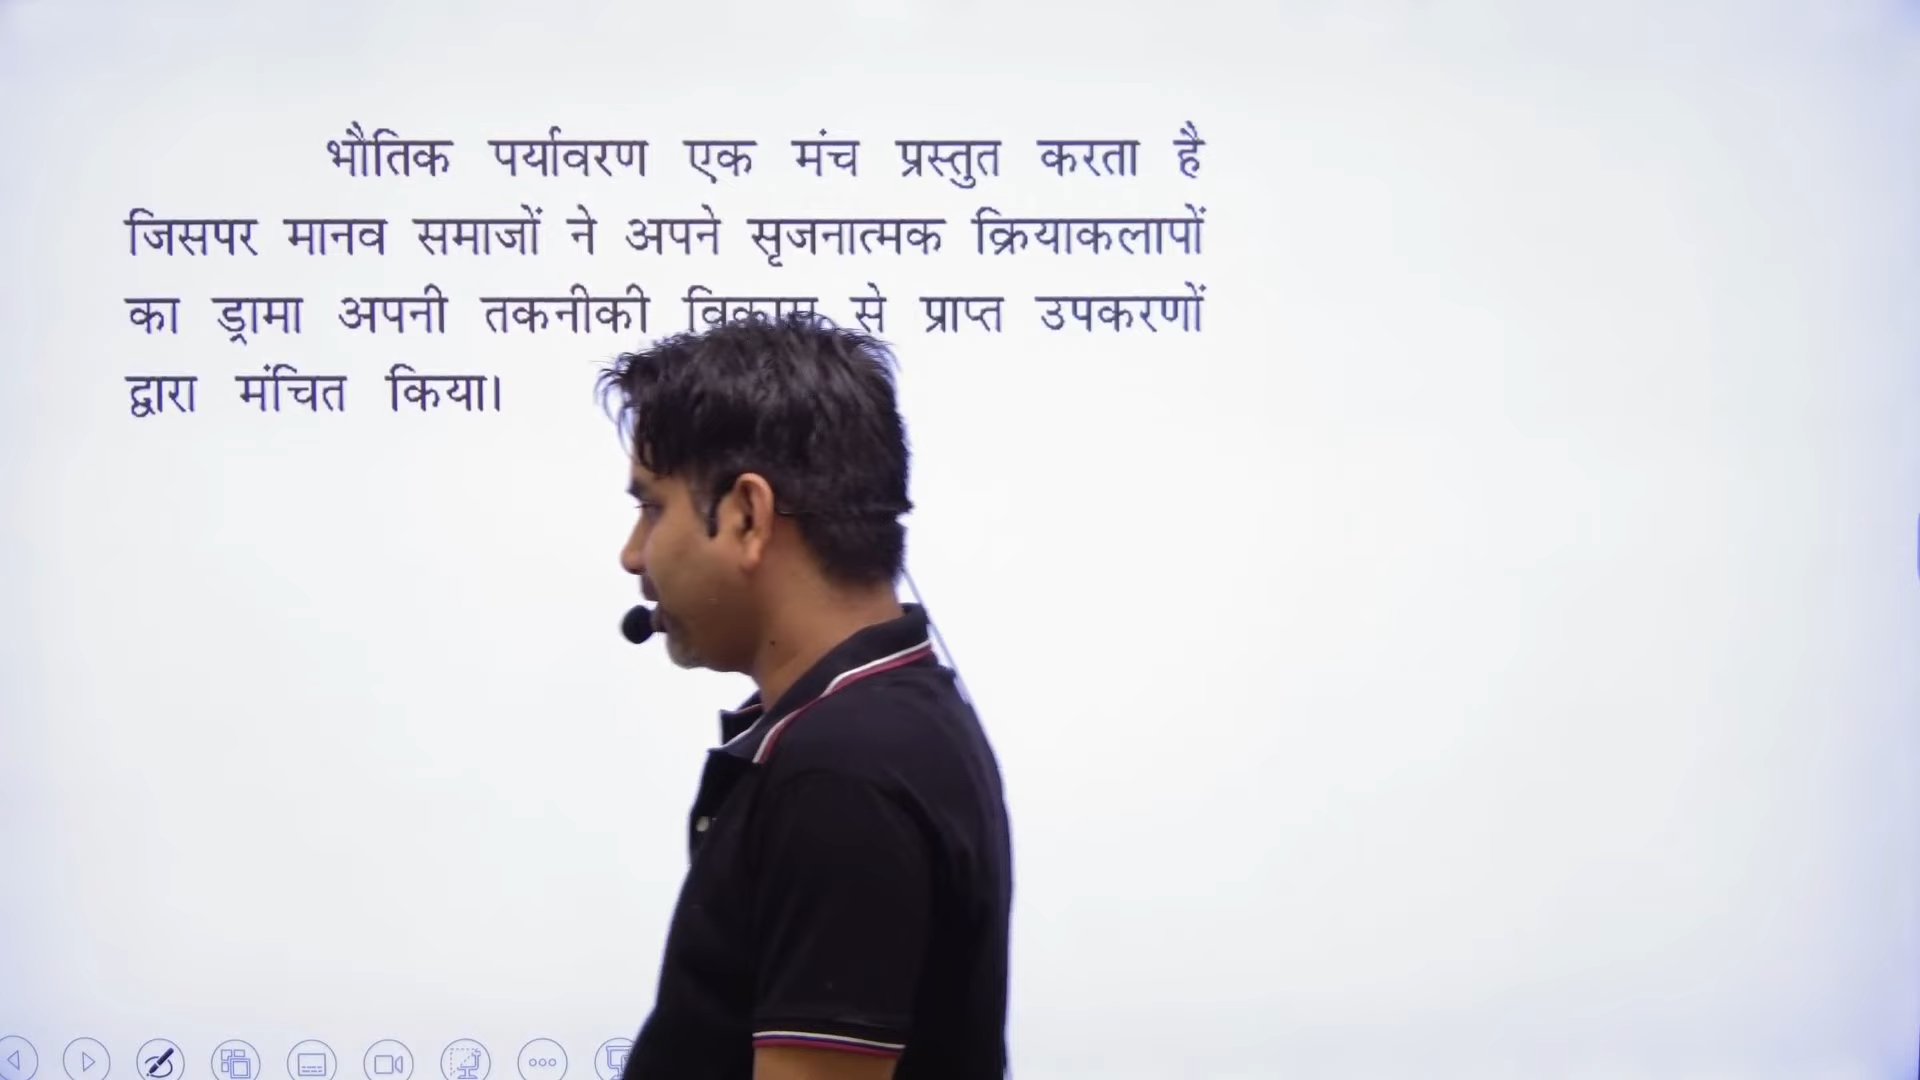 भौतिक पर्यावरण एक मंच प्रस्तुत करता है
जिसपर मानव समाजों ने अपने सृजनात्मक क्रियाकलापों
का ड्रामा अपनी तकनीकी विकास से प्राप्त उपकरणों
द्वारा मंचित किया।